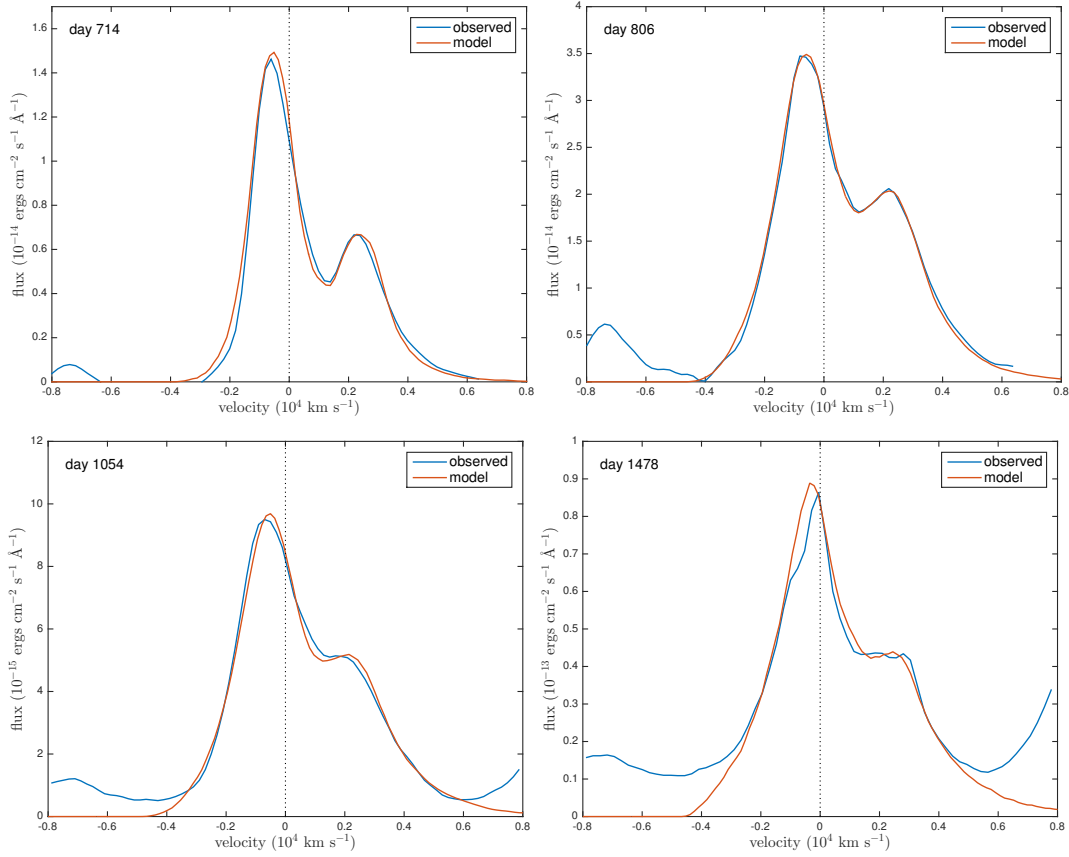 day 714
observed
model
1.6
1.4
1.2
1
0.8
0.6
0.4
0.2
0
flux (10⁻¹⁴ ergs cm⁻² s⁻¹ Å⁻¹)
-0.8 -0.6 -0.4 -0.2 0 0.2 0.4 0.6 0.8
velocity (10⁴ km s⁻¹)
day 806
observed
model
4
3.5
3
2.5
2
1.5
1
0.5
0
flux (10⁻¹⁴ ergs cm⁻² s⁻¹ Å⁻¹)
-0.8 -0.6 -0.4 -0.2 0 0.2 0.4 0.6 0.8
velocity (10⁴ km s⁻¹)
day 1054
observed
model
12
10
8
6
4
2
0
flux (10⁻¹⁵ ergs cm⁻² s⁻¹ Å⁻¹)
-0.8 -0.6 -0.4 -0.2 0 0.2 0.4 0.6 0.8
velocity (10⁴ km s⁻¹)
day 1478
observed
model
1
0.9
0.8
0.7
0.6
0.5
0.4
0.3
0.2
0.1
0
flux (10⁻¹³ ergs cm⁻² s⁻¹ Å⁻¹)
-0.8 -0.6 -0.4 -0.2 0 0.2 0.4 0.6 0.8
velocity (10⁴ km s⁻¹)